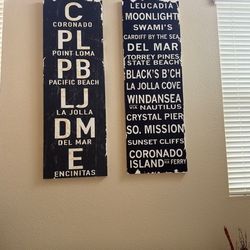 C
CORONADO
PL
POINT LOMA
PB
PACIFIC BEACH
LJ
LA JOLLA
DM
DEL MAR
E
ENCINITAS
LEUCADIA
MOONLIGHT
SWAMI'S
CARDIFF BY THE SEA
DEL MAR
TORREY PINES
STATE BEACH
BLACK'S B'CH
LA JOLLA COVE
WINDANSEA
VIA NAUTILUS
CRYSTAL PIER
SO. MISSION
SUNSET CLIFFS
CORONADO
ISLAND VIA FERRY